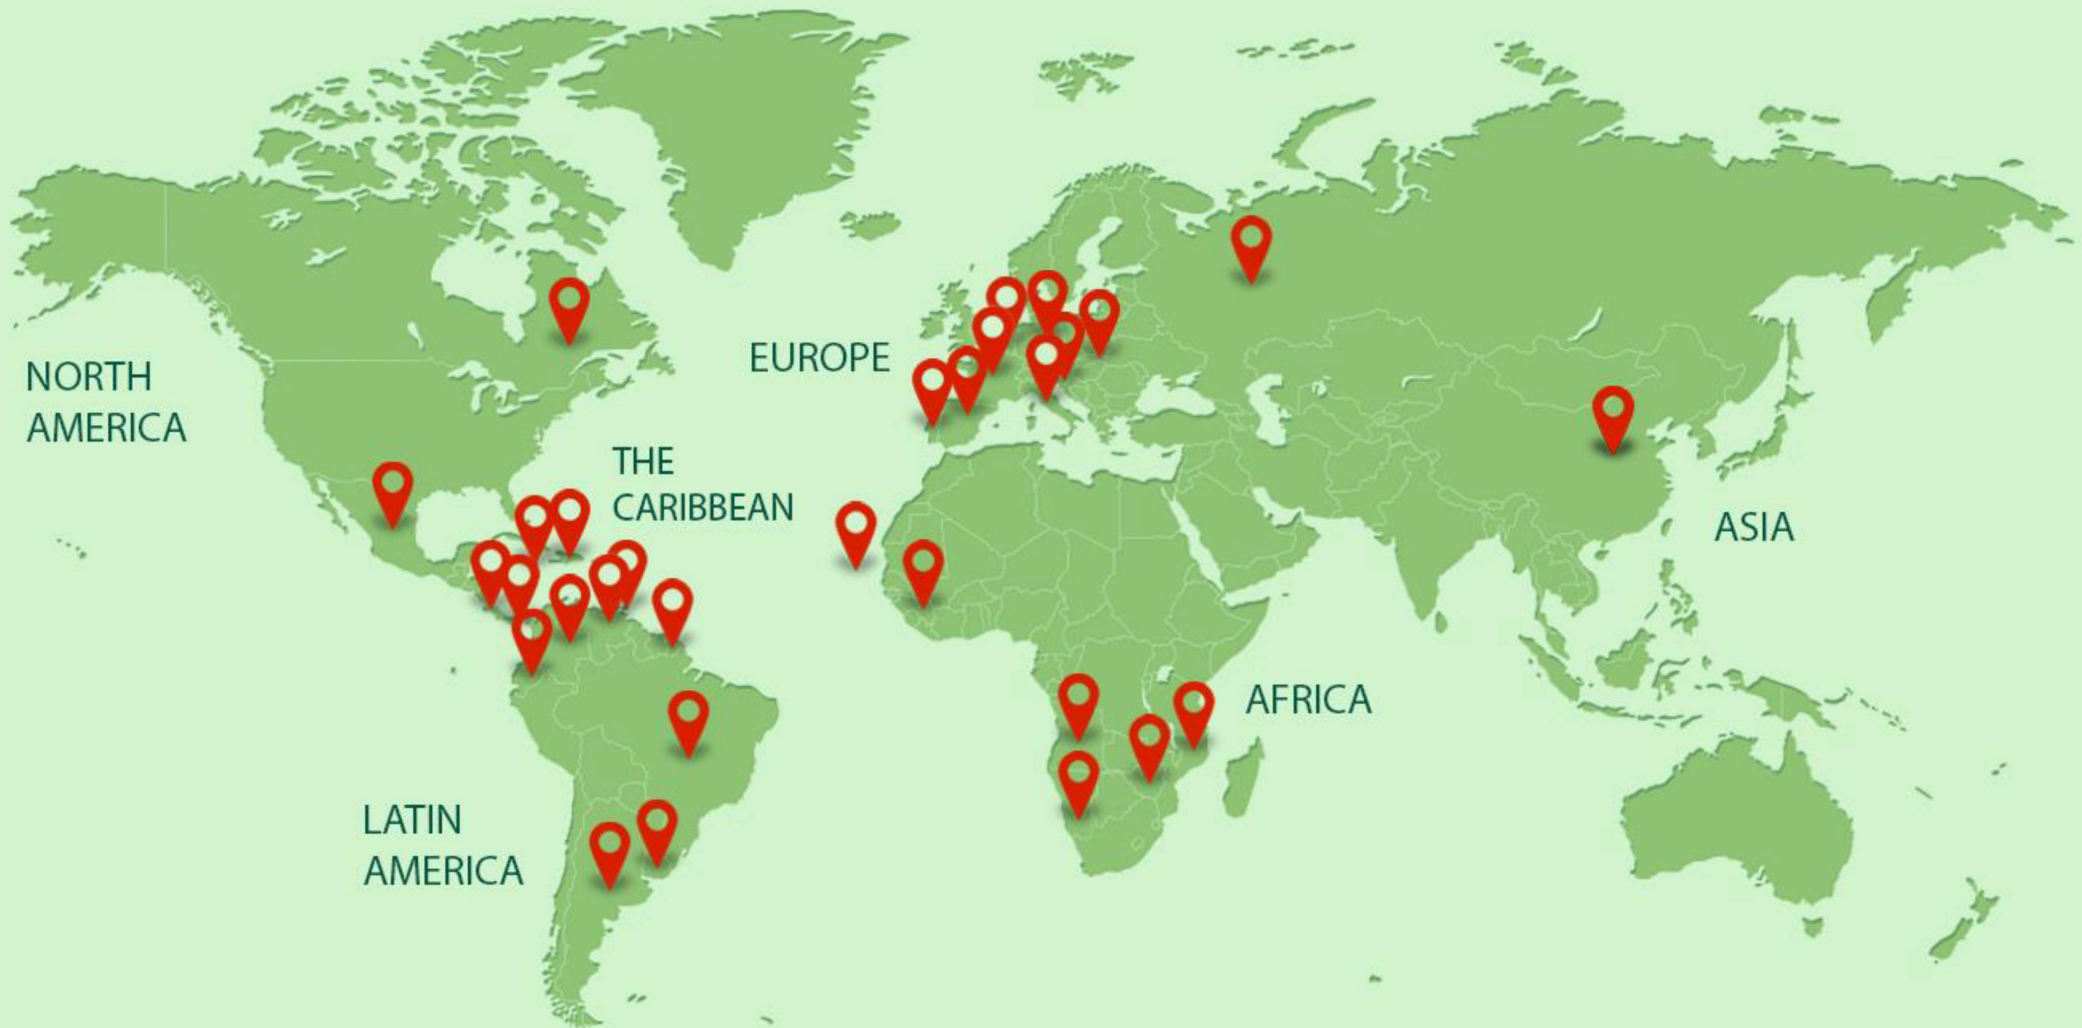 NORTH
AMERICA
EUROPE
THE
CARIBBEAN
ASIA
AFRICA
LATIN
AMERICA